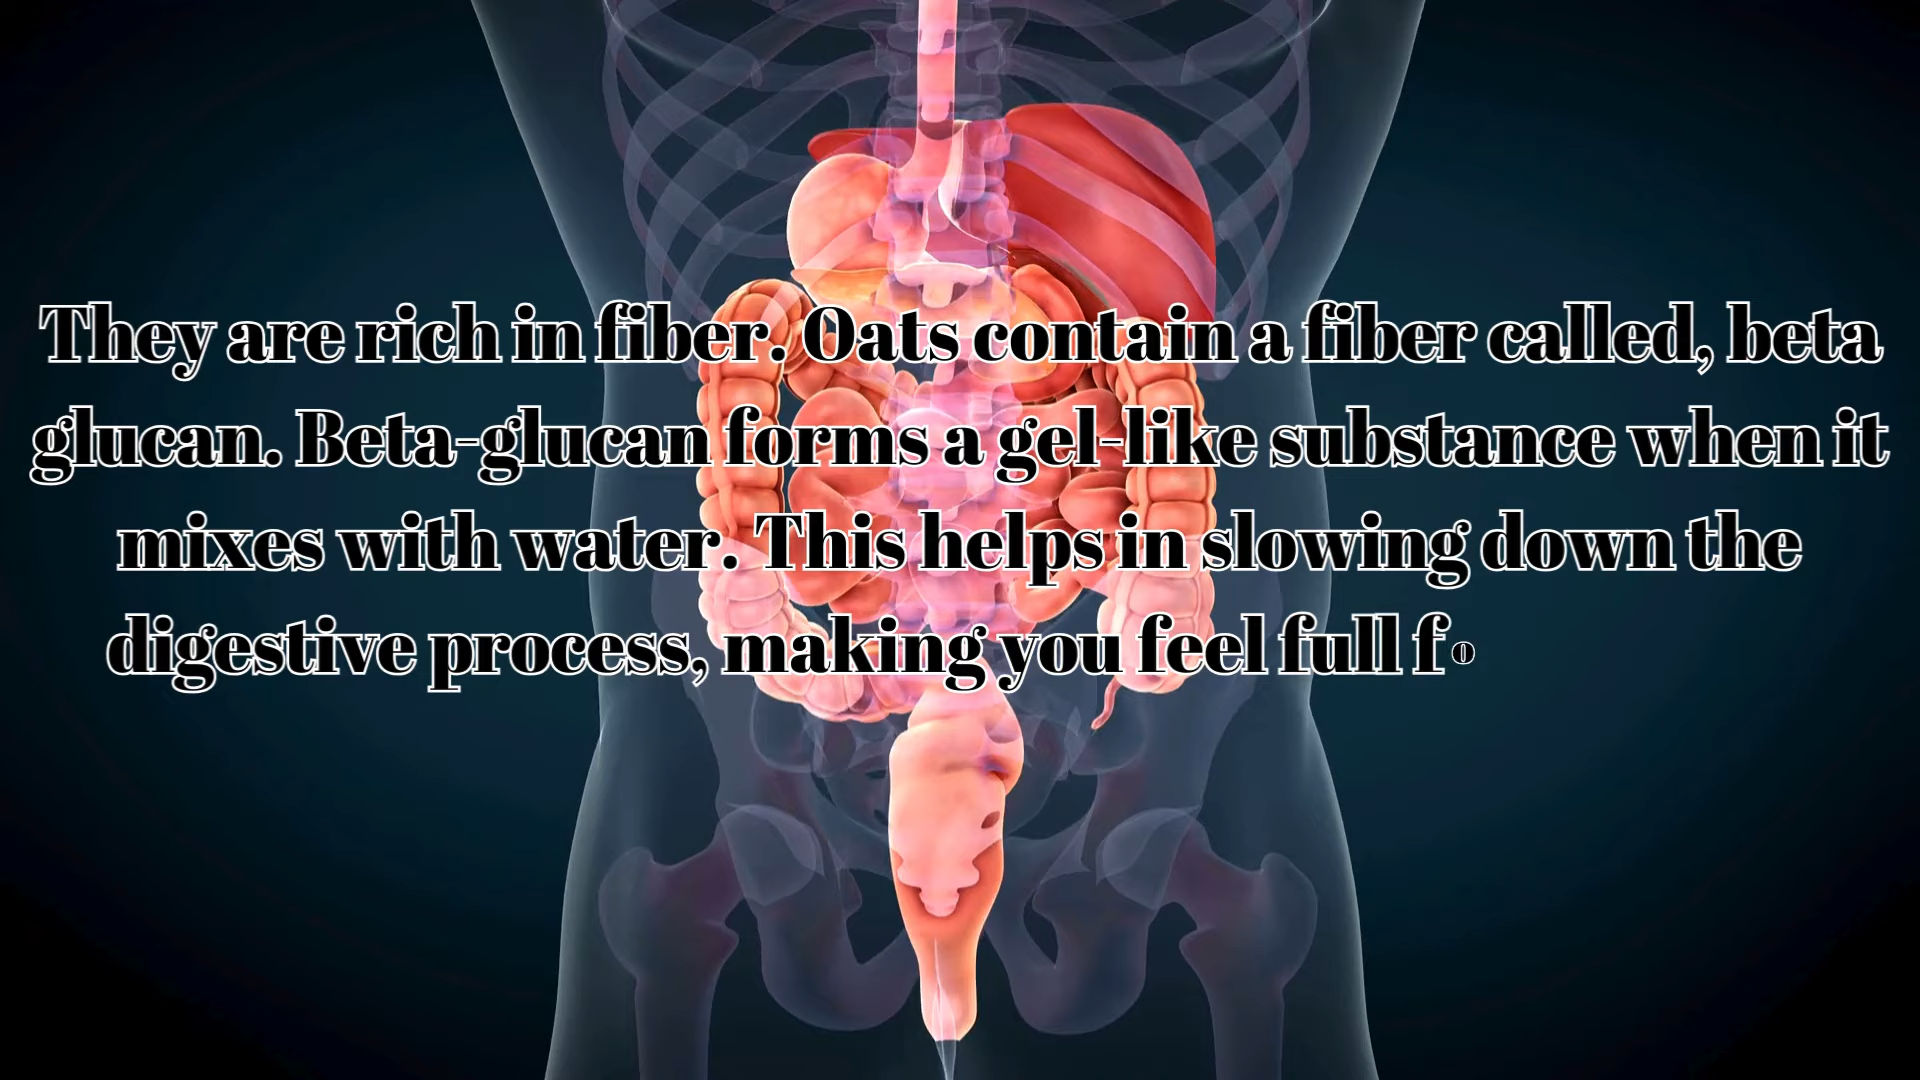 They are rich in fiber. Oats contain a fiber called, beta
glucan. Beta-glucan forms a gel-like substance when it
mixes with water. This helps in slowing down the
digestive process, making you feel full fo